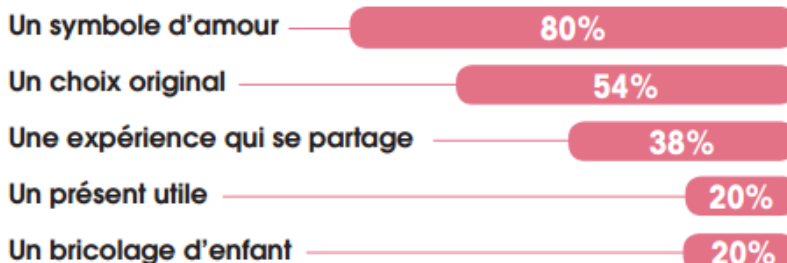 Un symbole d'amour 80%
Un choix original 54%
Une expérience qui se partage 38%
Un présent utile 20%
Un bricolage d'enfant 20%